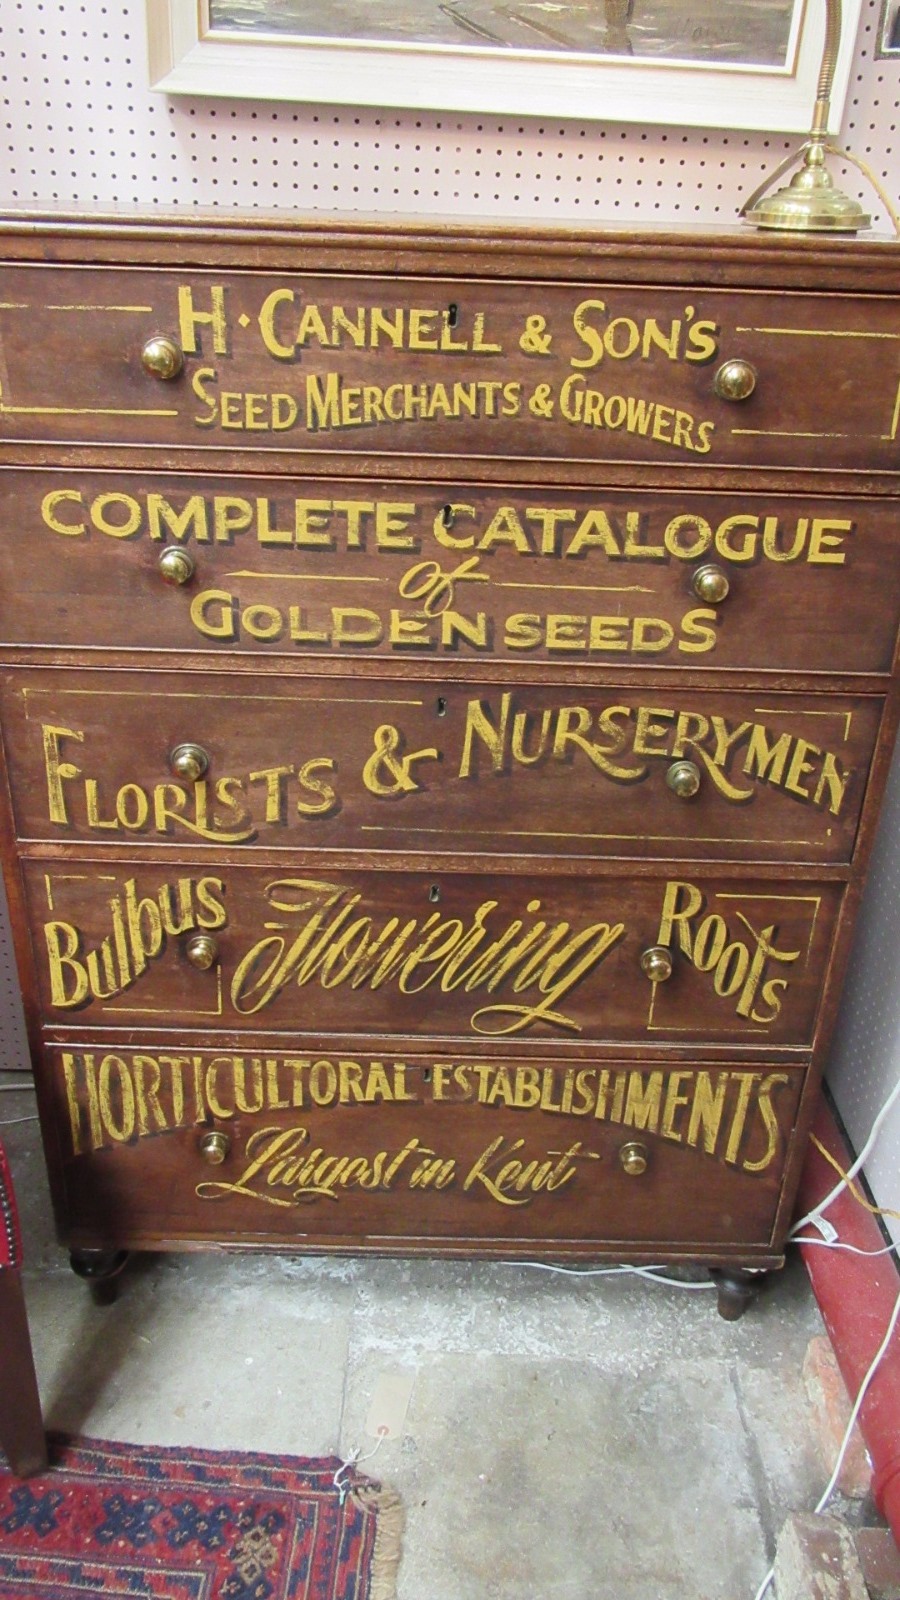 H · CANNELL & SON'S
SEED MERCHANTS & GROWERS
COMPLETE CATALOGUE
of
GOLDEN SEEDS
FLORISTS & NURSERYMEN
Bulbus Flowering Roots
HORTICULTORAL ESTABLISHMENTS
Largest in Kent